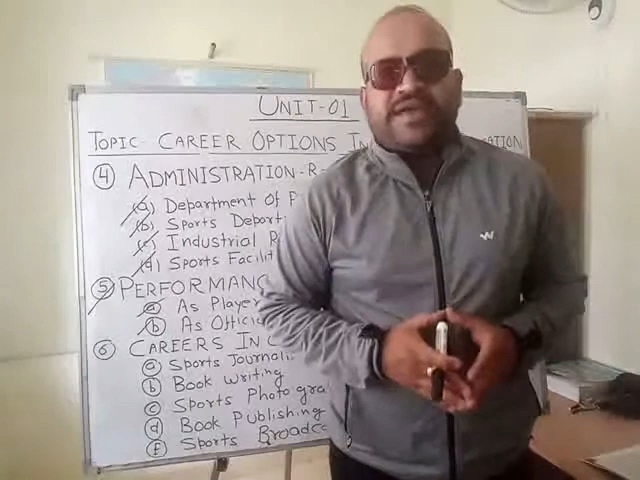 UNIT-01
TOPIC- CAREER OPTIONS IN
④ ADMINISTRATION-R
(a) Department OF P
(b) Sports Depart
(c) Industrial R
(d) Sports Facilit
⑤ PERFORMANC
ⓐ As Player
ⓑ As Officia
⑥ CAREERS IN C
ⓐ Sports Journali
ⓑ Book Writing
ⓒ Sports Photogra
ⓓ Book Publishing
ⓕ Sports Broadca
W